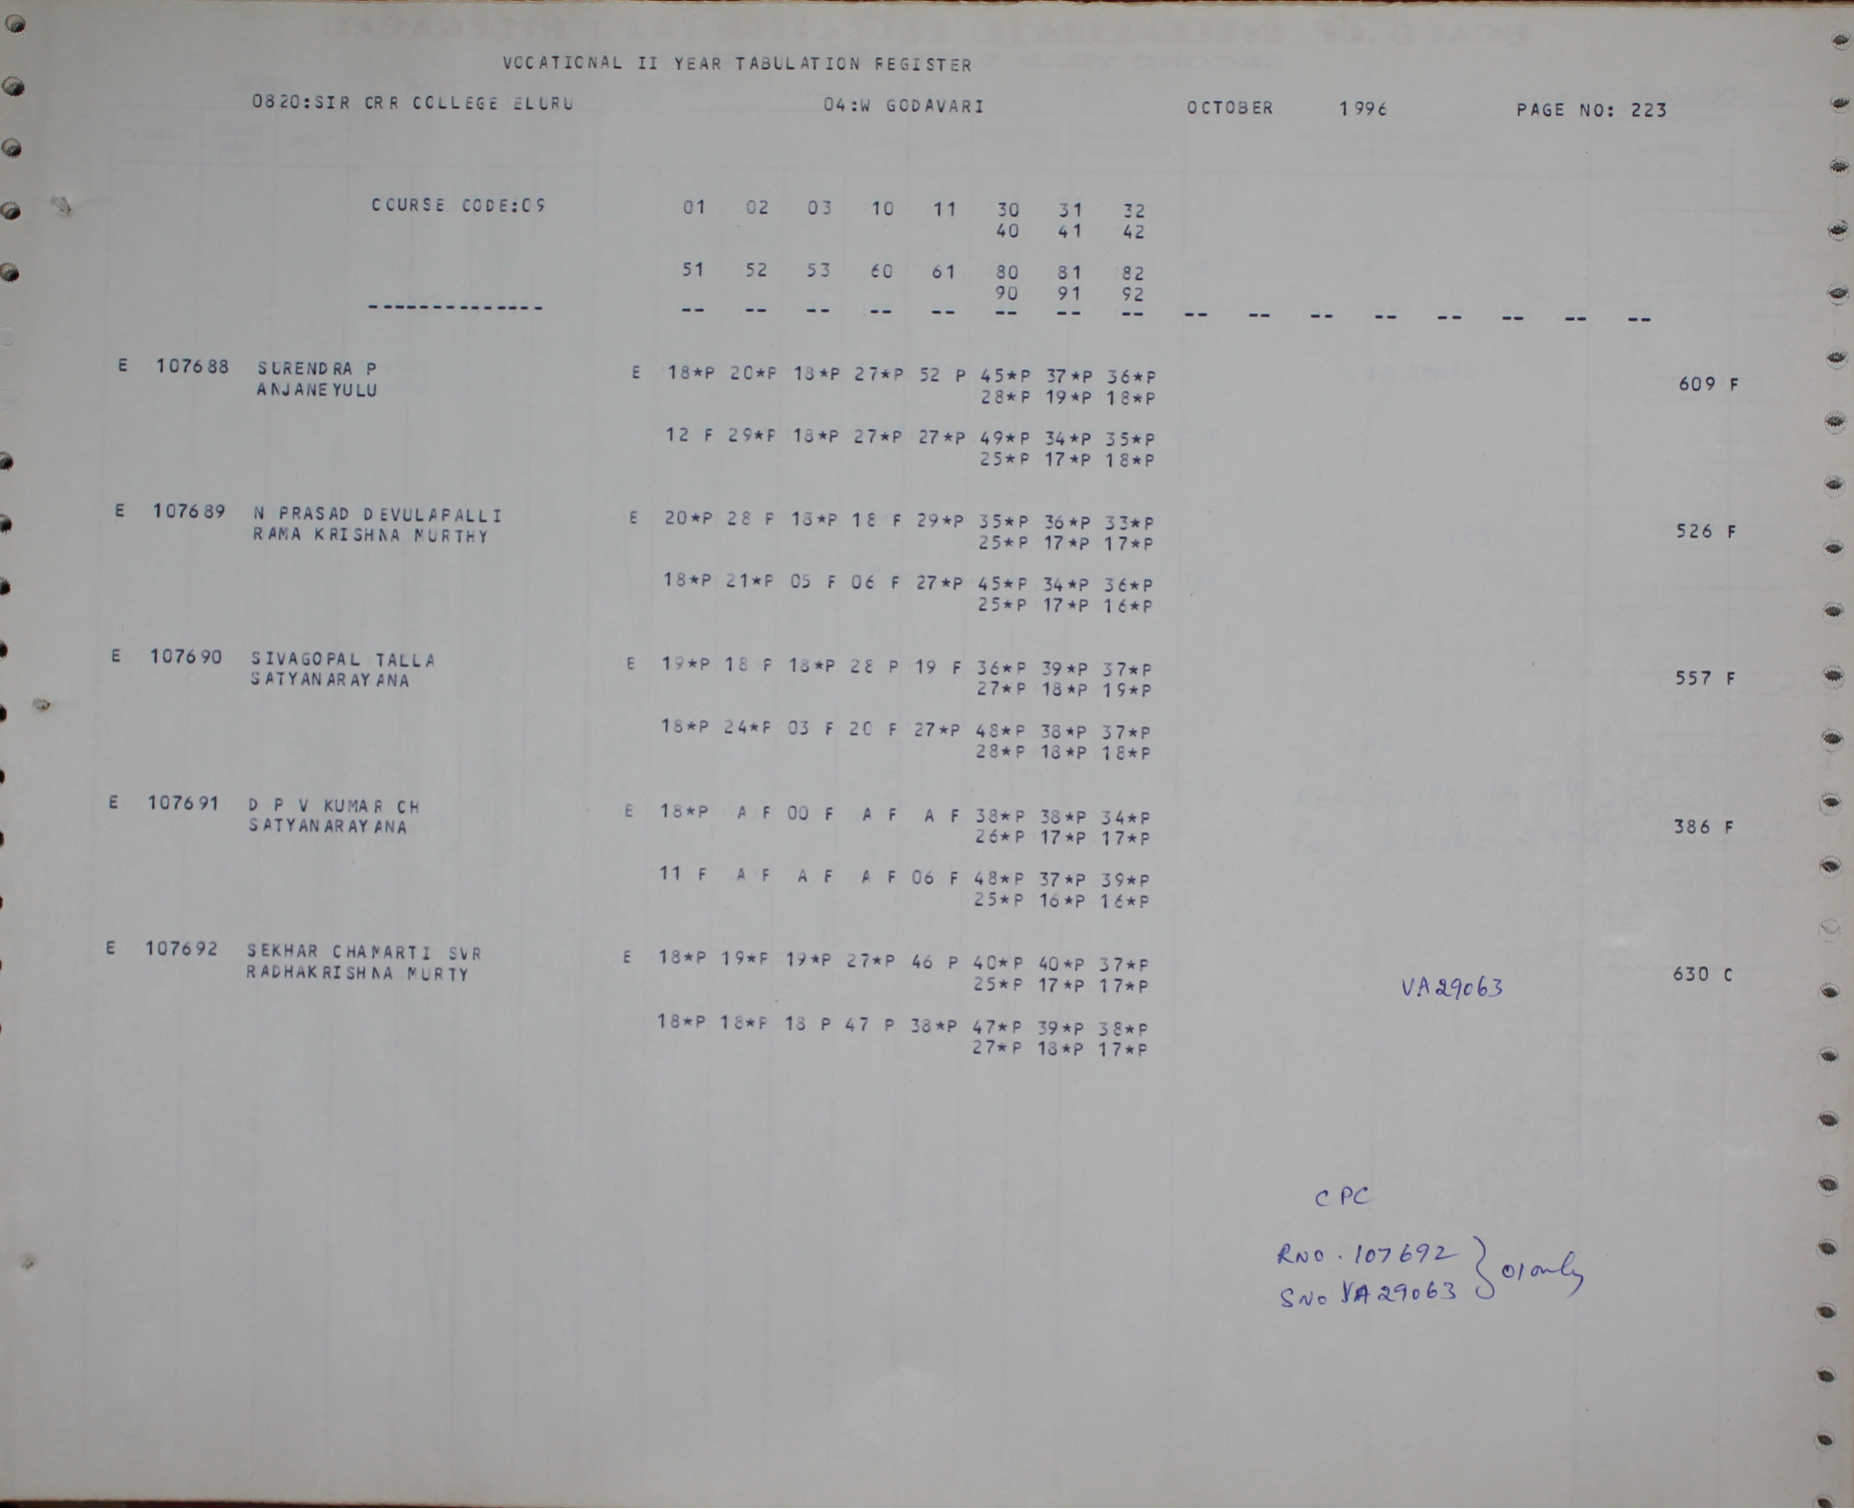 VOCATIONAL II YEAR TABULATION REGISTER
0820:SIR CRR COLLEGE ELURU 04:W GODAVARI OCTOBER 1996 PAGE NO: 223
COURSE CODE:09 01 02 03 10 11 30 31 32
40 41 42
51 52 53 60 61 80 81 82
90 91 92
-------------- -- -- -- -- -- -- -- -- -- -- -- -- -- -- -- --
E 107688 SURENDRA P E 18*P 20*P 18*P 27*P 52 P 45*P 37*P 36*P
ANJANEYULU 28*P 19*P 18*P 609 F
12 F 29*P 18*P 27*P 27*P 49*P 34*P 35*P
25*P 17*P 18*P
E 107689 N PRASAD DEVULAPALLI E 20*P 28 P 18*P 18 F 29*P 35*P 36*P 33*P
RAMA KRISHNA MURTHY 25*P 17*P 17*P 526 F
18*P 21*P 05 F 06 F 27*P 45*P 34*P 36*P
25*P 17*P 16*P
E 107690 SIVAGOPAL TALLA E 19*P 18 P 18*P 28 P 19 F 36*P 39*P 37*P
SATYANARAYANA 27*P 18*P 19*P 557 F
18*P 24*P 03 F 20 F 27*P 48*P 38*P 37*P
28*P 18*P 18*P
E 107691 D P V KUMAR CH E 18*P A F 00 F A F A F 38*P 38*P 34*P
SATYANARAYANA 26*P 17*P 17*P 386 F
11 F A F A F A F 06 F 48*P 37*P 39*P
25*P 16*P 16*P
E 107692 SEKHAR CHAMARTI SVR E 18*P 19*P 19*P 27*P 46 P 40*P 40*P 37*P
RADHAKRISHNA MURTY 25*P 17*P 17*P VA29063 630 C
18*P 18*P 18 P 47 P 38*P 47*P 39*P 38*P
27*P 18*P 17*P
CPC
RNO. 107692
SNO VA29063 } 01 only